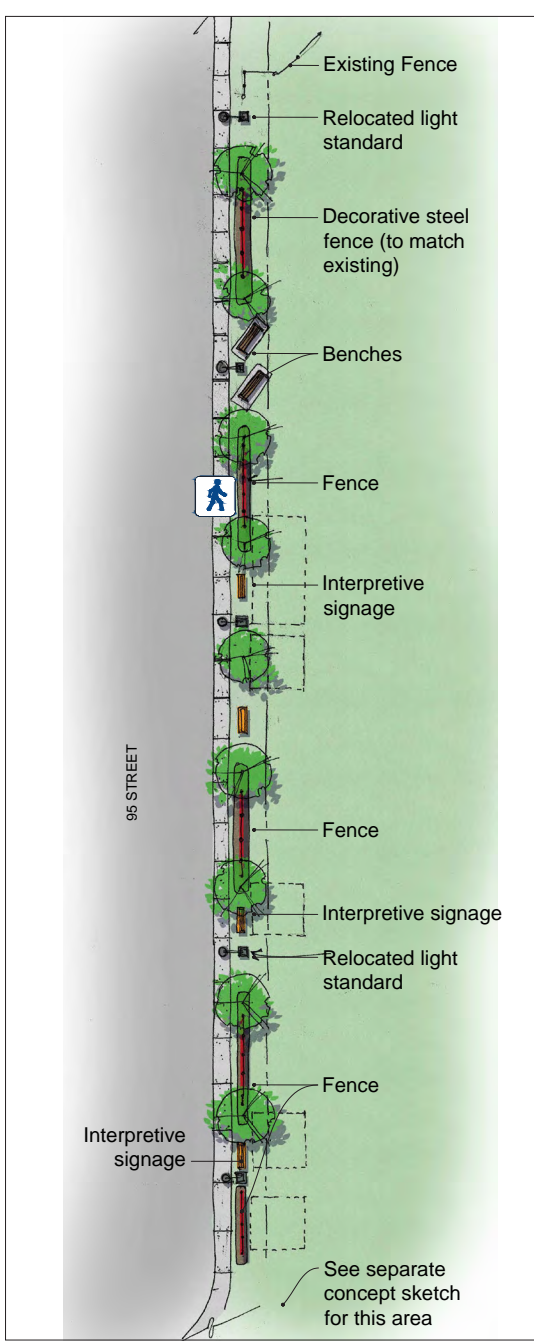 Existing Fence
Relocated light
standard
Decorative steel
fence (to match
existing)
Benches
Fence
Interpretive
signage
95 STREET
Fence
Interpretive signage
Relocated light
standard
Fence
Interpretive
signage
See separate
concept sketch
for this area